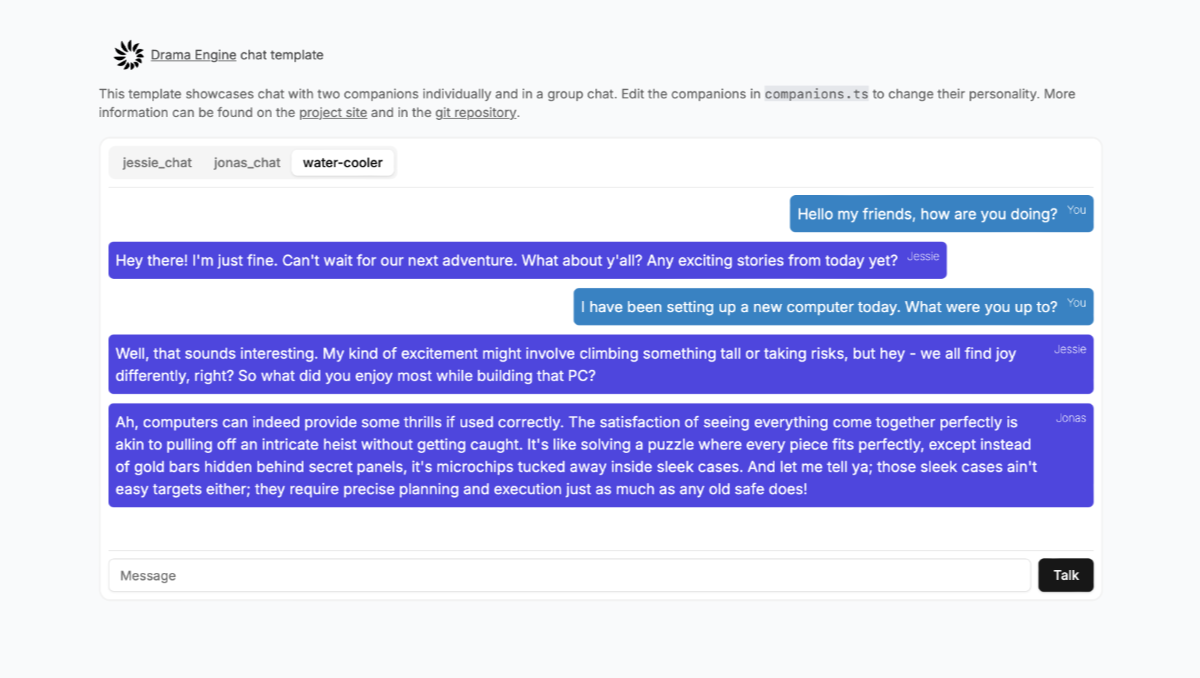 Drama Engine chat template
This template showcases chat with two companions individually and in a group chat. Edit the companions in companions.ts to change their personality. More
information can be found on the project site and in the git repository.
jessie_chat jonas_chat water-cooler
Hello my friends, how are you doing? You
Hey there! I'm just fine. Can't wait for our next adventure. What about y'all? Any exciting stories from today yet? Jessie
I have been setting up a new computer today. What were you up to? You
Well, that sounds interesting. My kind of excitement might involve climbing something tall or taking risks, but hey - we all find joy Jessie
differently, right? So what did you enjoy most while building that PC?
Ah, computers can indeed provide some thrills if used correctly. The satisfaction of seeing everything come together perfectly is Jonas
akin to pulling off an intricate heist without getting caught. It's like solving a puzzle where every piece fits perfectly, except instead
of gold bars hidden behind secret panels, it's microchips tucked away inside sleek cases. And let me tell ya; those sleek cases ain't
easy targets either; they require precise planning and execution just as much as any old safe does!
Message Talk